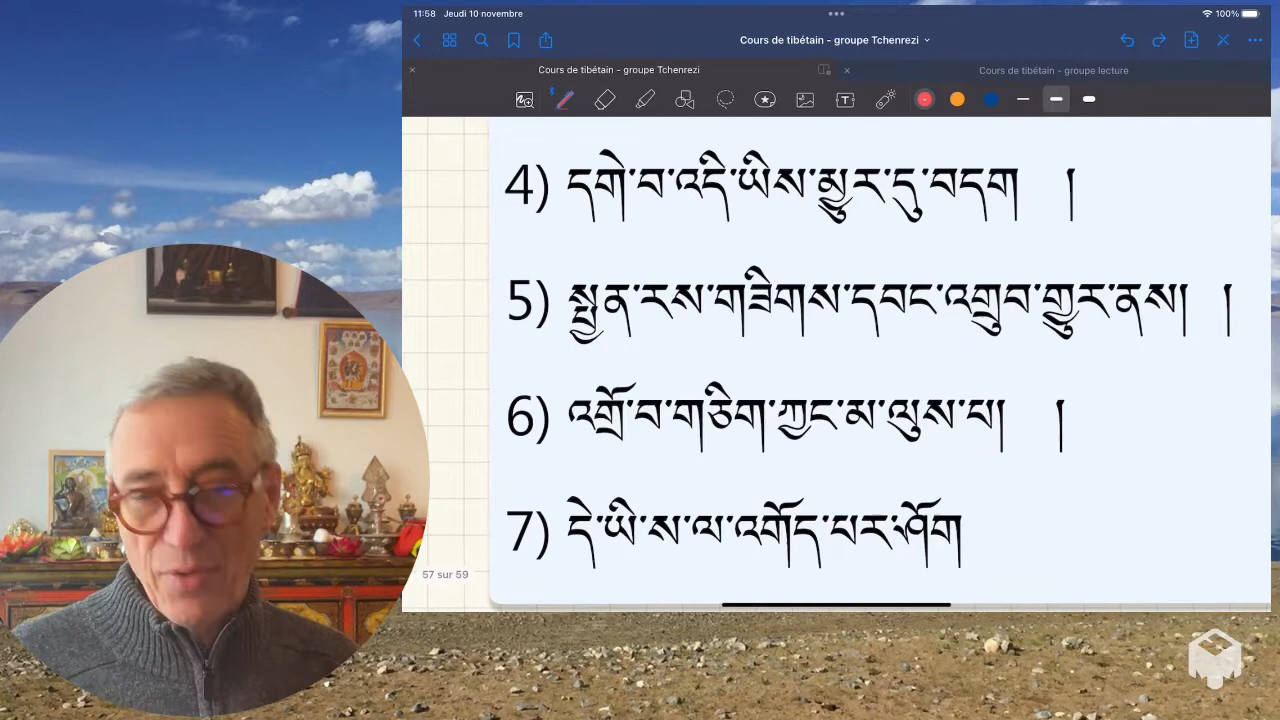 11:58 Jeudi 10 novembre
100%
Cours de tibétain - groupe Tchenrezi
Cours de tibétain - groupe Tchenrezi
Cours de tibétain - groupe lecture
4) དགེ་བ་འདི་ཡིས་མྱུར་དུ་བདག །
5) སྤྱན་རས་གཟིགས་དབང་འགྲུབ་གྱུར་ནས། །
6) འགྲོ་བ་གཅིག་ཀྱང་མ་ལུས་པ། །
7) དེ་ཡི་ས་ལ་འགོད་པར་ཤོག
57 sur 59